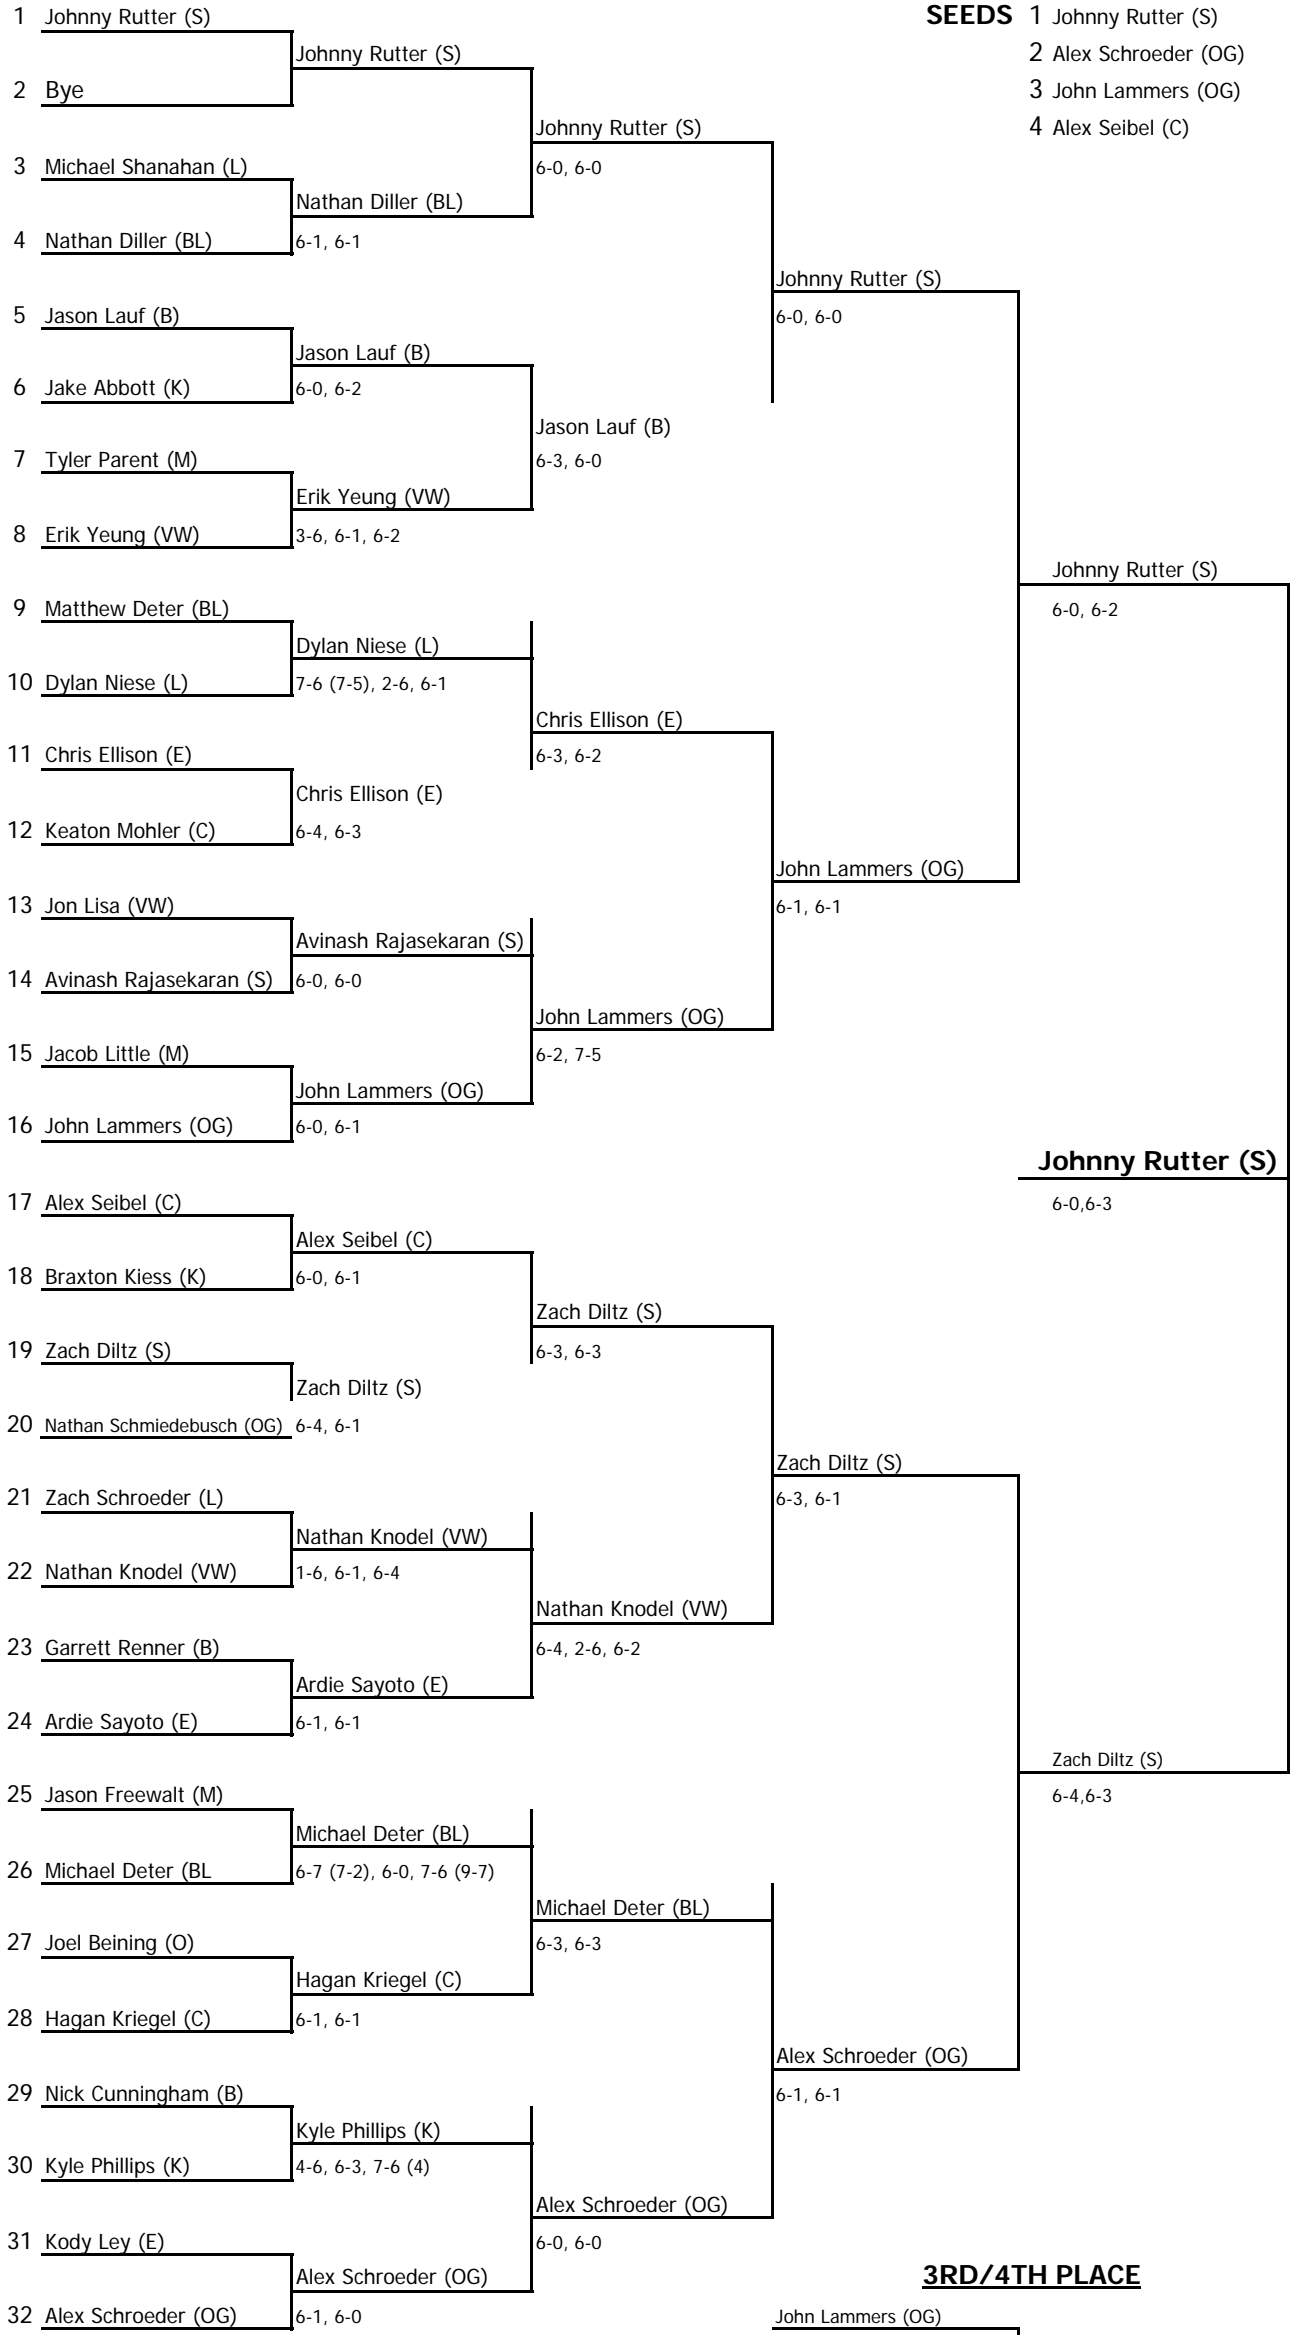 SEEDS 1 Johnny Rutter (S)
2 Alex Schroeder (OG)
3 John Lammers (OG)
4 Alex Seibel (C)
1 Johnny Rutter (S)
Johnny Rutter (S)
2 Bye
Johnny Rutter (S)
3 Michael Shanahan (L)
6-0, 6-0
Nathan Diller (BL)
4 Nathan Diller (BL)
6-1, 6-1
Johnny Rutter (S)
5 Jason Lauf (B)
6-0, 6-0
Jason Lauf (B)
6 Jake Abbott (K)
6-0, 6-2
Jason Lauf (B)
7 Tyler Parent (M)
6-3, 6-0
Erik Yeung (VW)
8 Erik Yeung (VW)
3-6, 6-1, 6-2
Johnny Rutter (S)
9 Matthew Deter (BL)
6-0, 6-2
Dylan Niese (L)
10 Dylan Niese (L)
7-6 (7-5), 2-6, 6-1
Chris Ellison (E)
11 Chris Ellison (E)
6-3, 6-2
Chris Ellison (E)
12 Keaton Mohler (C)
6-4, 6-3
John Lammers (OG)
13 Jon Lisa (VW)
6-1, 6-1
Avinash Rajasekaran (S)
14 Avinash Rajasekaran (S)
6-0, 6-0
John Lammers (OG)
15 Jacob Little (M)
6-2, 7-5
John Lammers (OG)
16 John Lammers (OG)
6-0, 6-1
Johnny Rutter (S)
17 Alex Seibel (C)
6-0,6-3
Alex Seibel (C)
18 Braxton Kiess (K)
6-0, 6-1
Zach Diltz (S)
19 Zach Diltz (S)
6-3, 6-3
Zach Diltz (S)
20 Nathan Schmiedebusch (OG)
6-4, 6-1
Zach Diltz (S)
21 Zach Schroeder (L)
6-3, 6-1
Nathan Knodel (VW)
22 Nathan Knodel (VW)
1-6, 6-1, 6-4
Nathan Knodel (VW)
23 Garrett Renner (B)
6-4, 2-6, 6-2
Ardie Sayoto (E)
24 Ardie Sayoto (E)
6-1, 6-1
Zach Diltz (S)
25 Jason Freewalt (M)
6-4,6-3
Michael Deter (BL)
26 Michael Deter (BL
6-7 (7-2), 6-0, 7-6 (9-7)
Michael Deter (BL)
27 Joel Beining (O)
6-3, 6-3
Hagan Kriegel (C)
28 Hagan Kriegel (C)
6-1, 6-1
Alex Schroeder (OG)
29 Nick Cunningham (B)
6-1, 6-1
Kyle Phillips (K)
30 Kyle Phillips (K)
4-6, 6-3, 7-6 (4)
Alex Schroeder (OG)
31 Kody Ley (E)
6-0, 6-0
Alex Schroeder (OG)
3RD/4TH PLACE
32 Alex Schroeder (OG)
6-1, 6-0
John Lammers (OG)